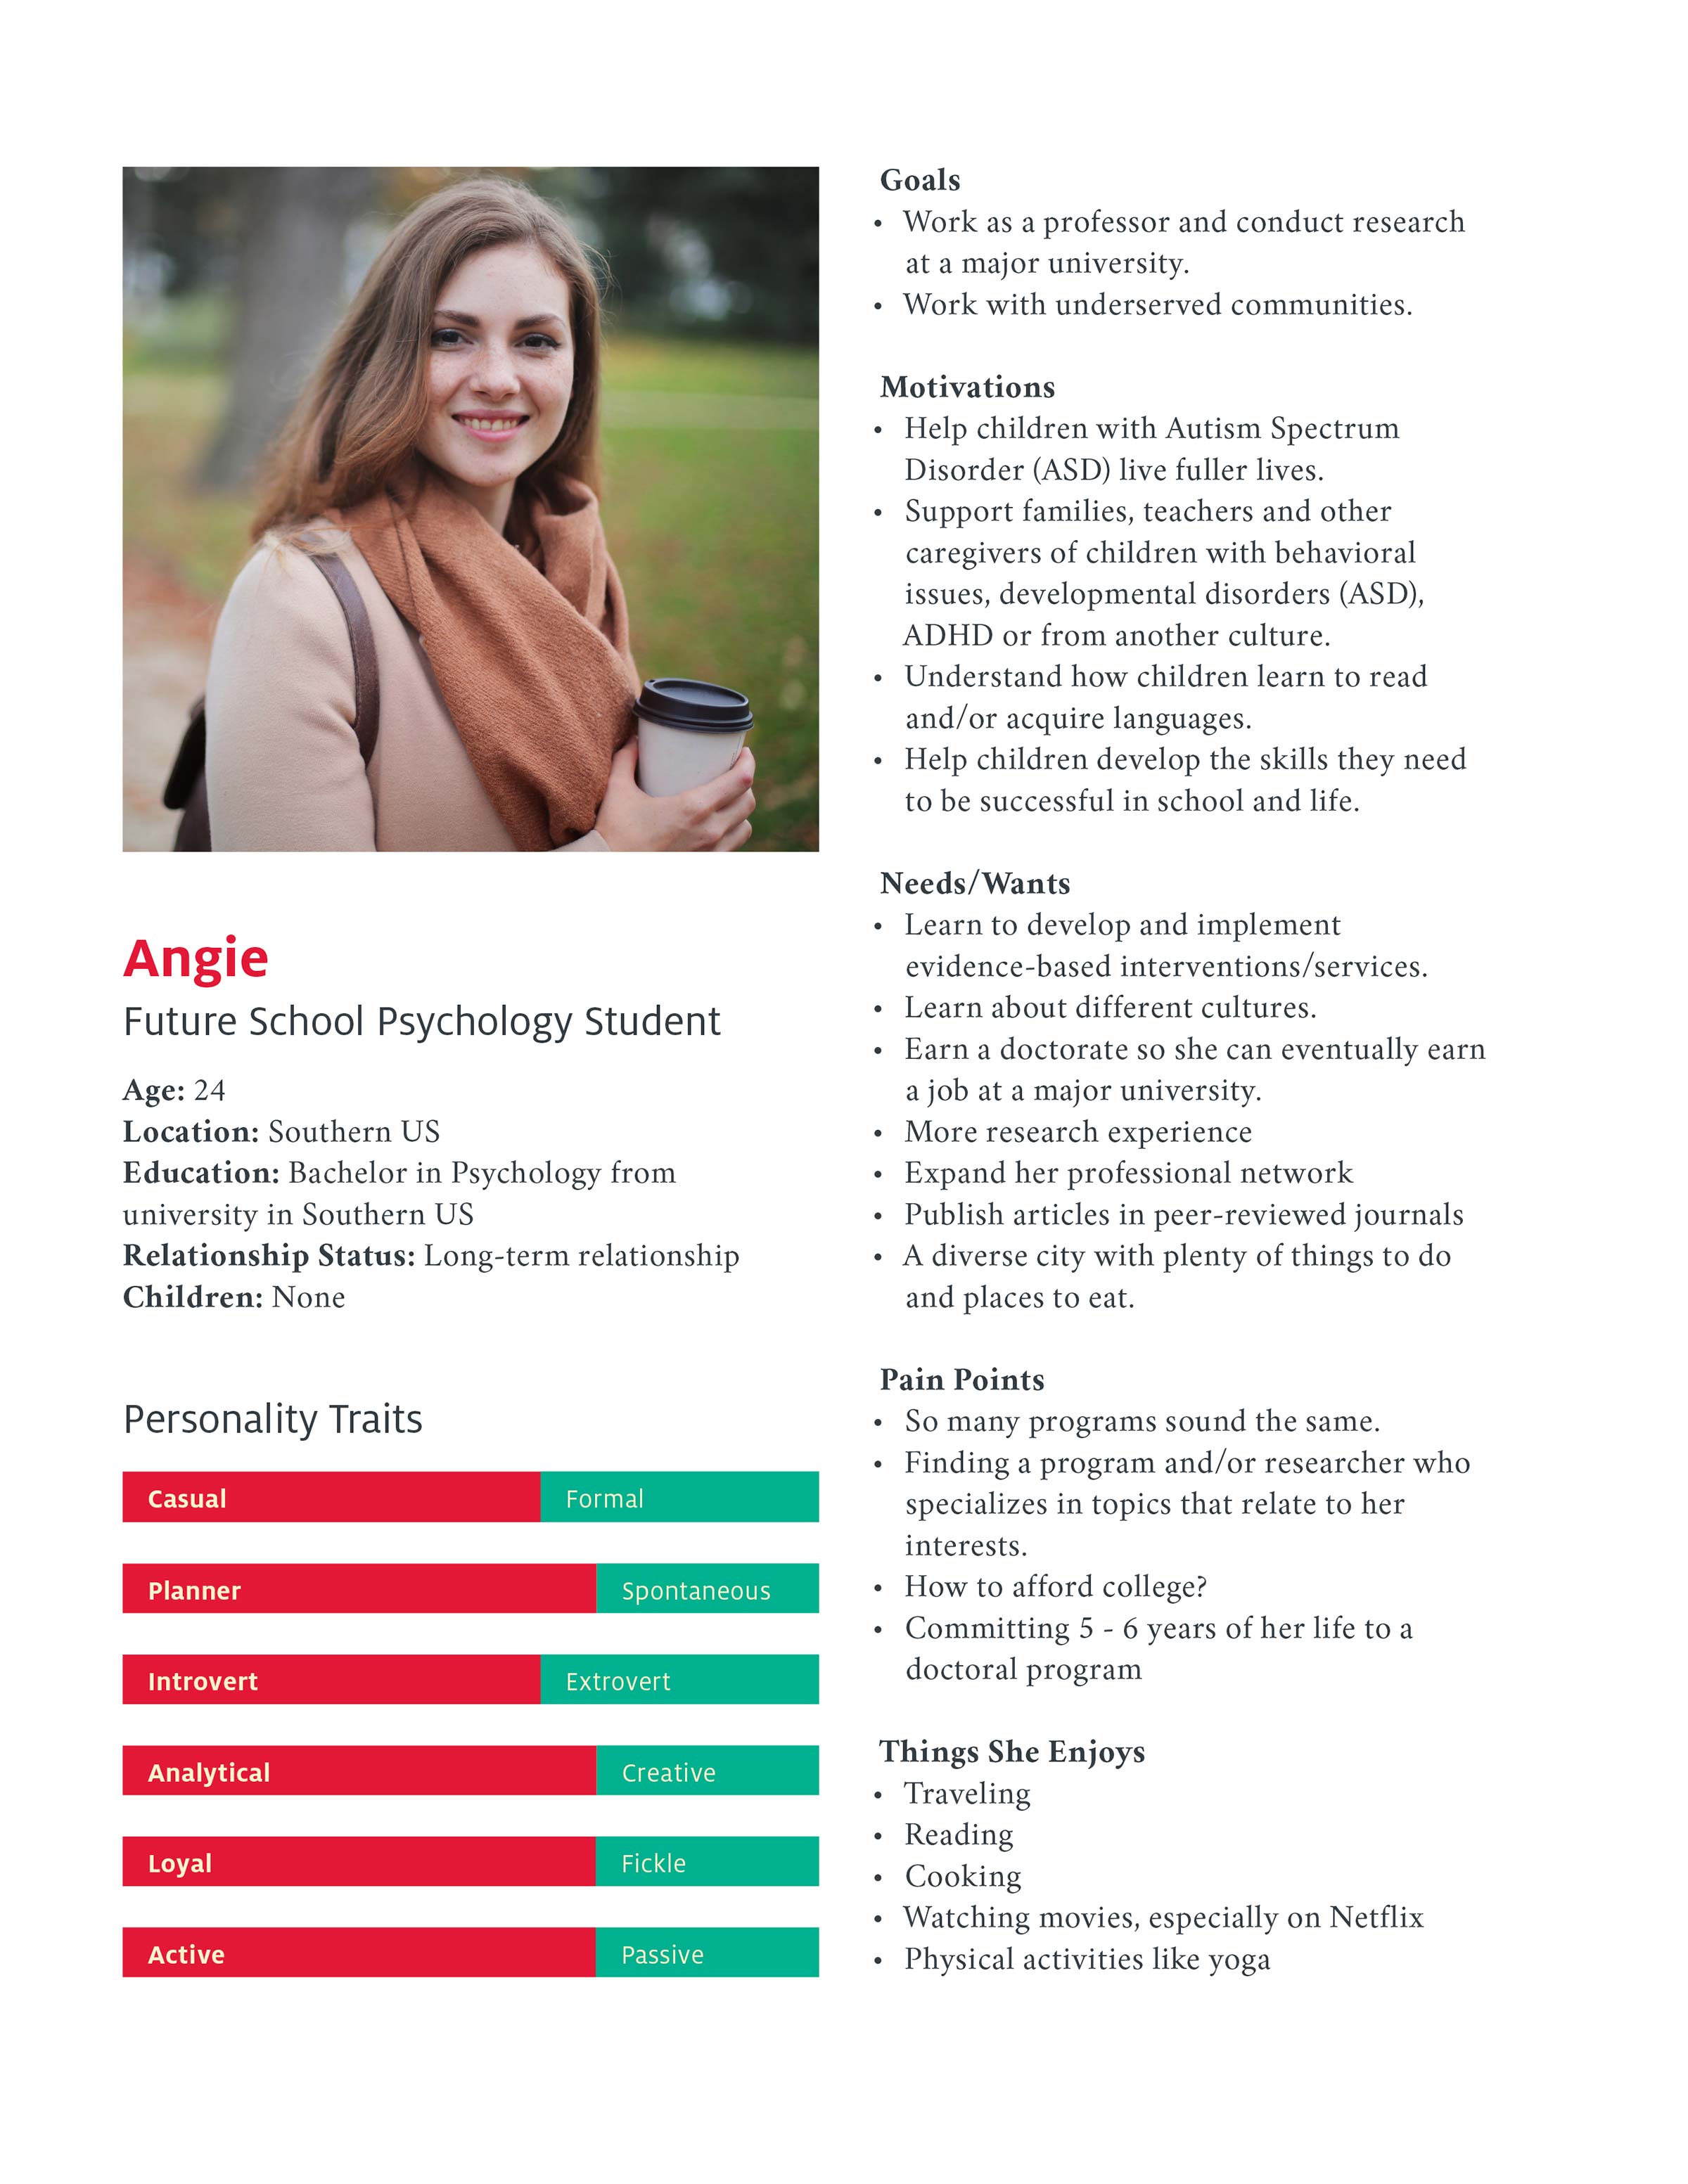 Angie
Future School Psychology Student
Age: 24
Location: Southern US
Education: Bachelor in Psychology from
university in Southern US
Relationship Status: Long-term relationship
Children: None
Personality Traits
Casual Formal
Planner Spontaneous
Introvert Extrovert
Analytical Creative
Loyal Fickle
Active Passive
Goals
• Work as a professor and conduct research
at a major university.
• Work with underserved communities.
Motivations
• Help children with Autism Spectrum
Disorder (ASD) live fuller lives.
• Support families, teachers and other
caregivers of children with behavioral
issues, developmental disorders (ASD),
ADHD or from another culture.
• Understand how children learn to read
and/or acquire languages.
• Help children develop the skills they need
to be successful in school and life.
Needs/Wants
• Learn to develop and implement
evidence-based interventions/services.
• Learn about different cultures.
• Earn a doctorate so she can eventually earn
a job at a major university.
• More research experience
• Expand her professional network
• Publish articles in peer-reviewed journals
• A diverse city with plenty of things to do
and places to eat.
Pain Points
• So many programs sound the same.
• Finding a program and/or researcher who
specializes in topics that relate to her
interests.
• How to afford college?
• Committing 5 - 6 years of her life to a
doctoral program
Things She Enjoys
• Traveling
• Reading
• Cooking
• Watching movies, especially on Netflix
• Physical activities like yoga